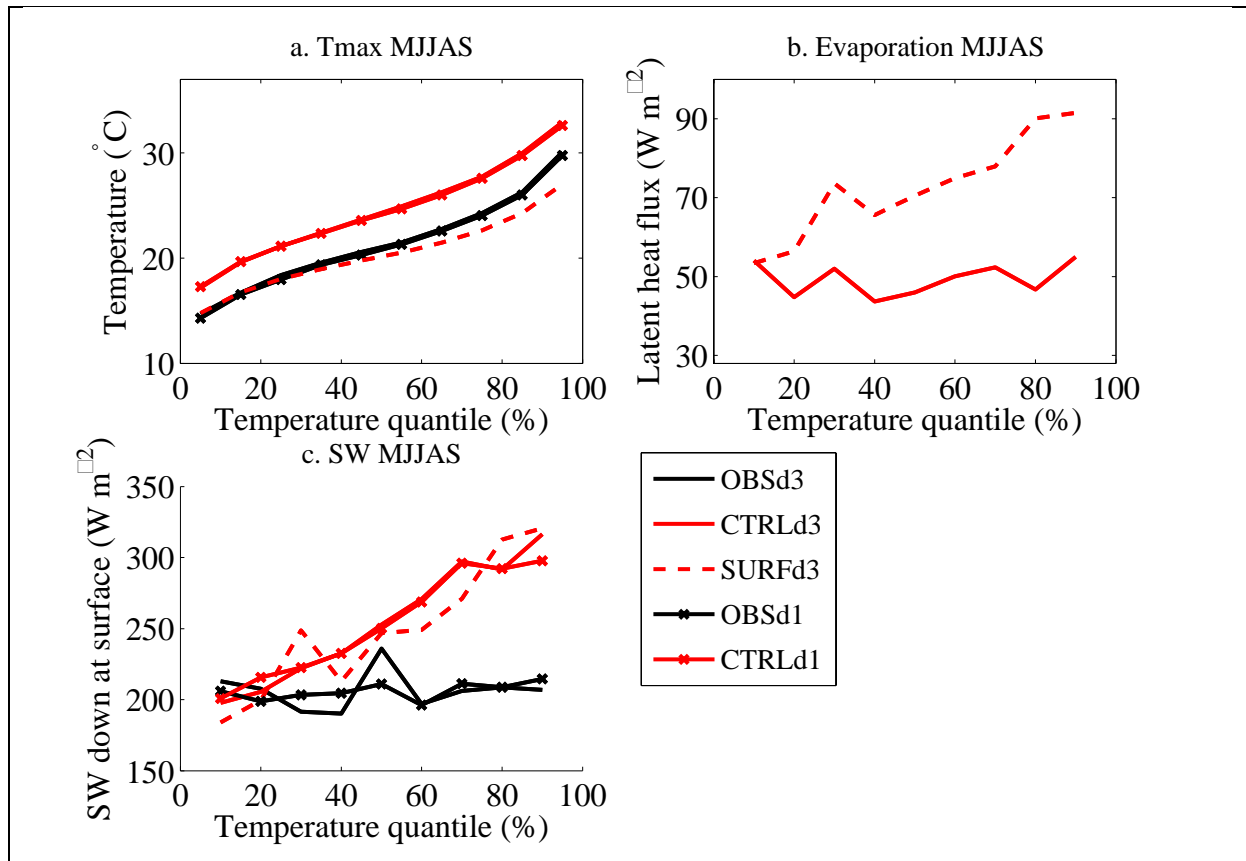 a. Tmax MJJAS
Temperature (°C)
30
20
10
0
20
40
60
80
100
Temperature quantile (%)
b. Evaporation MJJAS
Latent heat flux (W m□2)
90
70
50
30
0
20
40
60
80
100
Temperature quantile (%)
c. SW MJJAS
SW down at surface (W m□2)
350
300
250
200
150
0
20
40
60
80
100
Temperature quantile (%)
OBSd3
CTRLd3
SURFd3
OBSd1
CTRLd1